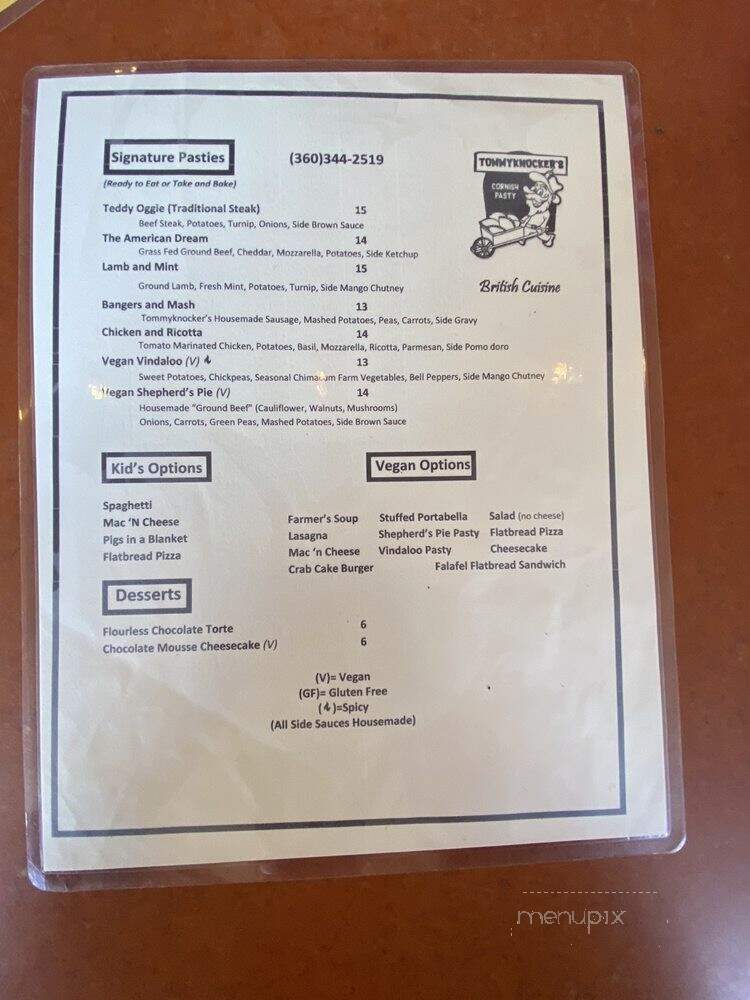 Signature Pasties
(360)344-2519
(Ready to Eat or Take and Bake)
TOMMYKNOCKER'S
CORNISH
PASTY
British Cuisine
Teddy Oggie (Traditional Steak) 15
Beef Steak, Potatoes, Turnip, Onions, Side Brown Sauce
The American Dream 14
Grass Fed Ground Beef, Cheddar, Mozzarella, Potatoes, Side Ketchup
Lamb and Mint 15
Ground Lamb, Fresh Mint, Potatoes, Turnip, Side Mango Chutney
Bangers and Mash 13
Tommyknocker's Housemade Sausage, Mashed Potatoes, Peas, Carrots, Side Gravy
Chicken and Ricotta 14
Tomato Marinated Chicken, Potatoes, Basil, Mozzarella, Ricotta, Parmesan, Side Pomo doro
Vegan Vindaloo (V) 13
Sweet Potatoes, Chickpeas, Seasonal Chimacum Farm Vegetables, Bell Peppers, Side Mango Chutney
Vegan Shepherd's Pie (V) 14
Housemade "Ground Beef" (Cauliflower, Walnuts, Mushrooms)
Onions, Carrots, Green Peas, Mashed Potatoes, Side Brown Sauce
Kid's Options
Spaghetti
Mac 'N Cheese
Pigs in a Blanket
Flatbread Pizza
Vegan Options
Farmer's Soup Stuffed Portabella Salad (no cheese)
Lasagna Shepherd's Pie Pasty Flatbread Pizza
Mac 'n Cheese Vindaloo Pasty Cheesecake
Crab Cake Burger Falafel Flatbread Sandwich
Desserts
Flourless Chocolate Torte 6
Chocolate Mousse Cheesecake (V) 6
(V)= Vegan
(GF)= Gluten Free
( )=Spicy
(All Side Sauces Housemade)
menupix